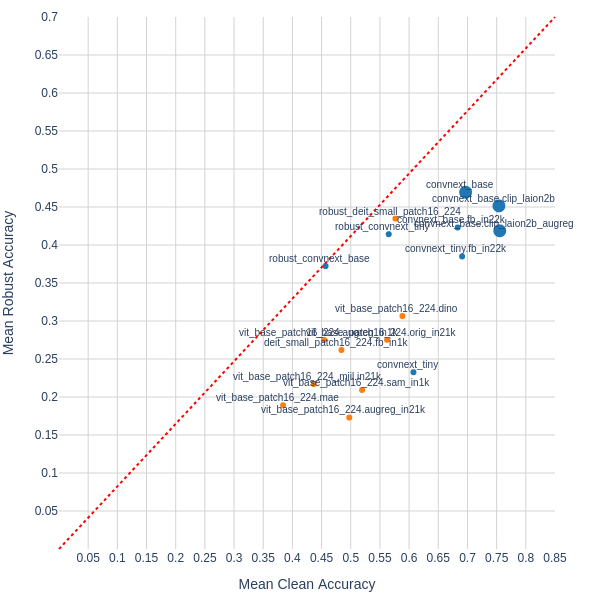 0.7
0.65
0.6
0.55
0.5
0.45
0.4
0.35
0.3
0.25
0.2
0.15
0.1
0.05
Mean Robust Accuracy
convnext_base
convnext_base.clip_laion2b
robust_deit_small_patch16_224
convnext_base.fb_in22k
robust_convnext_tiny
convnext_base.clip_laion2b_augreg
convnext_tiny.fb_in22k
robust_convnext_base
vit_base_patch16_224.dino
vit_base_patch16_224.augreg_in1k
vit_base_patch16_224.orig_in21k
deit_small_patch16_224.fb_in1k
convnext_tiny
vit_base_patch16_224_miil.in21k
vit_base_patch16_224.sam_in1k
vit_base_patch16_224.mae
vit_base_patch16_224.augreg_in21k
0.05 0.1 0.15 0.2 0.25 0.3 0.35 0.4 0.45 0.5 0.55 0.6 0.65 0.7 0.75 0.8 0.85
Mean Clean Accuracy